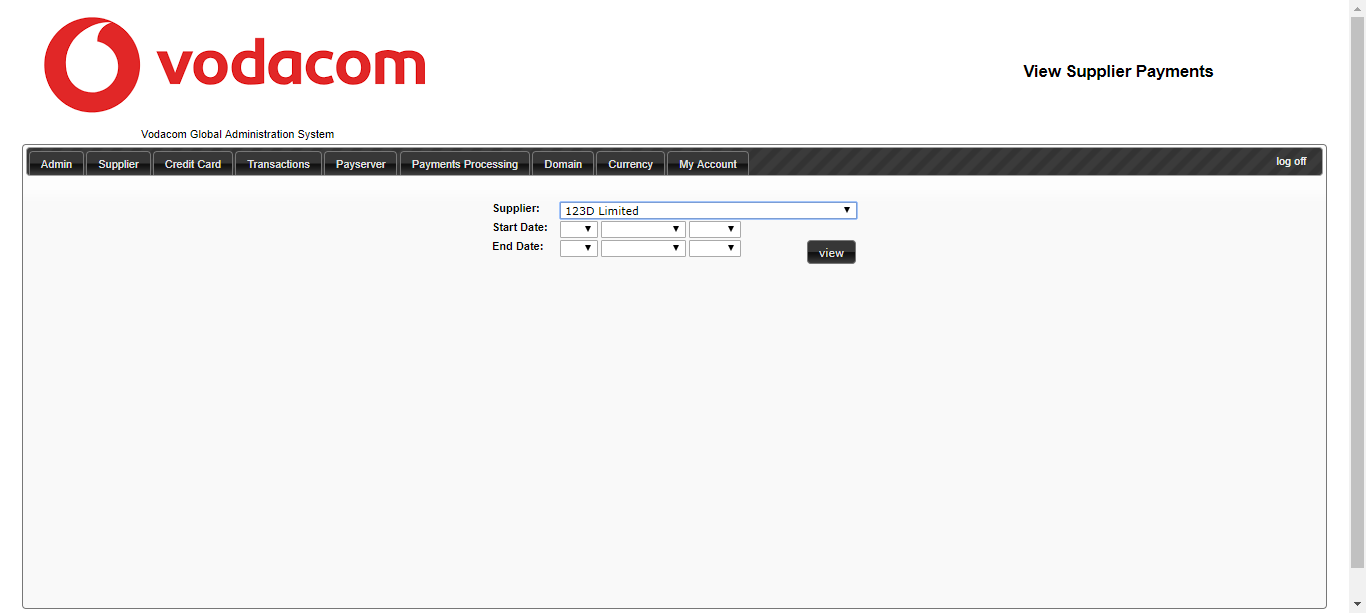 vodacom
View Supplier Payments
Vodacom Global Administration System
Admin Supplier Credit Card Transactions Payserver Payments Processing Domain Currency My Account log off
Supplier: 123D Limited
Start Date:
End Date:
view